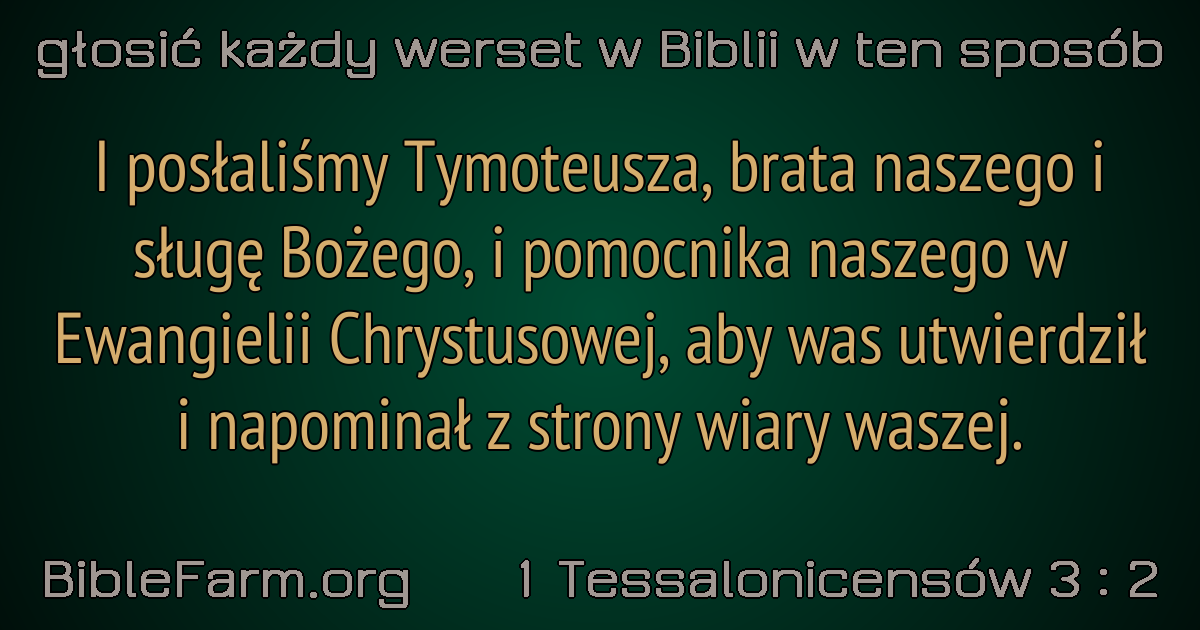 głosić każdy werset w Biblii w ten sposób
I posłaliśmy Tymoteusza, brata naszego i
sługę Bożego, i pomocnika naszego w
Ewangielii Chrystusowej, aby was utwierdził
i napominał z strony wiary waszej.
BibleFarm.org 1 Tessalonicensów 3 : 2